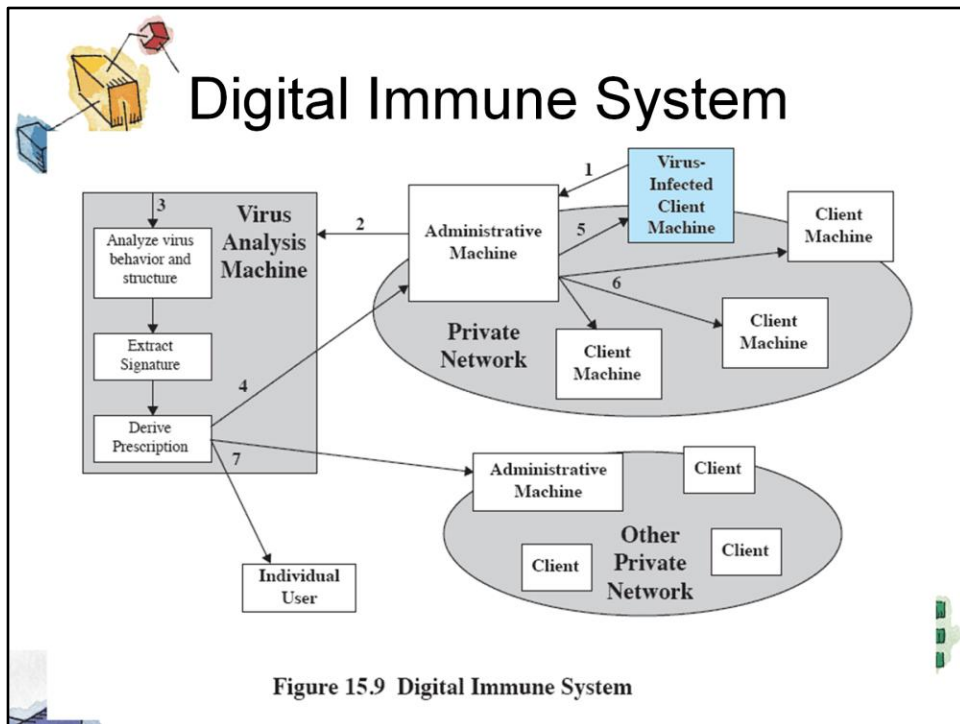 Digital Immune System
3
Virus
Analysis
Machine
Analyze virus
behavior and
structure
Extract
Signature
Derive
Prescription
2
Administrative
Machine
1
Virus-
Infected
Client
Machine
5
Client
Machine
6
Client
Machine
Private
Network
Client
Machine
4
7
Administrative
Machine
Client
Other
Private
Network
Client
Client
Individual
User
Figure 15.9 Digital Immune System